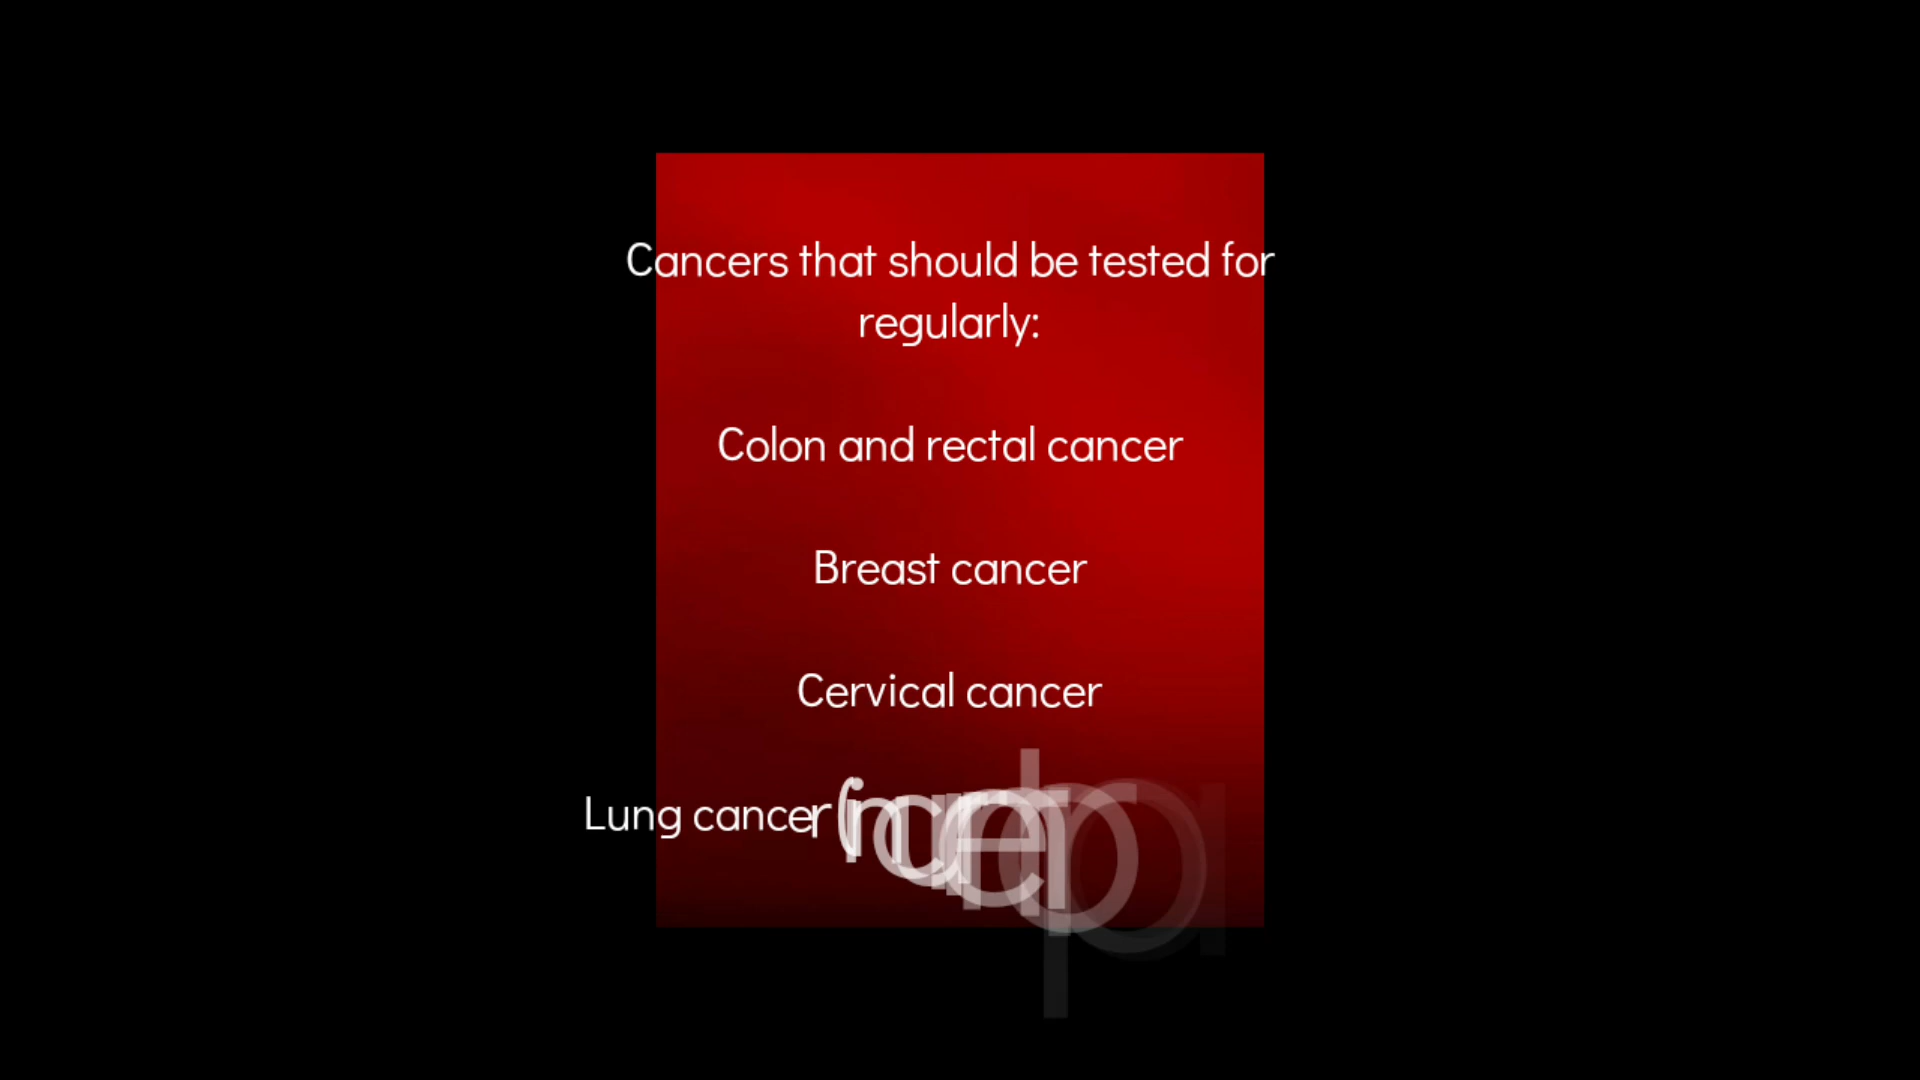 Cancers that should be tested for
regularly:
Colon and rectal cancer
Breast cancer
Cervical cancer
Lung cancer